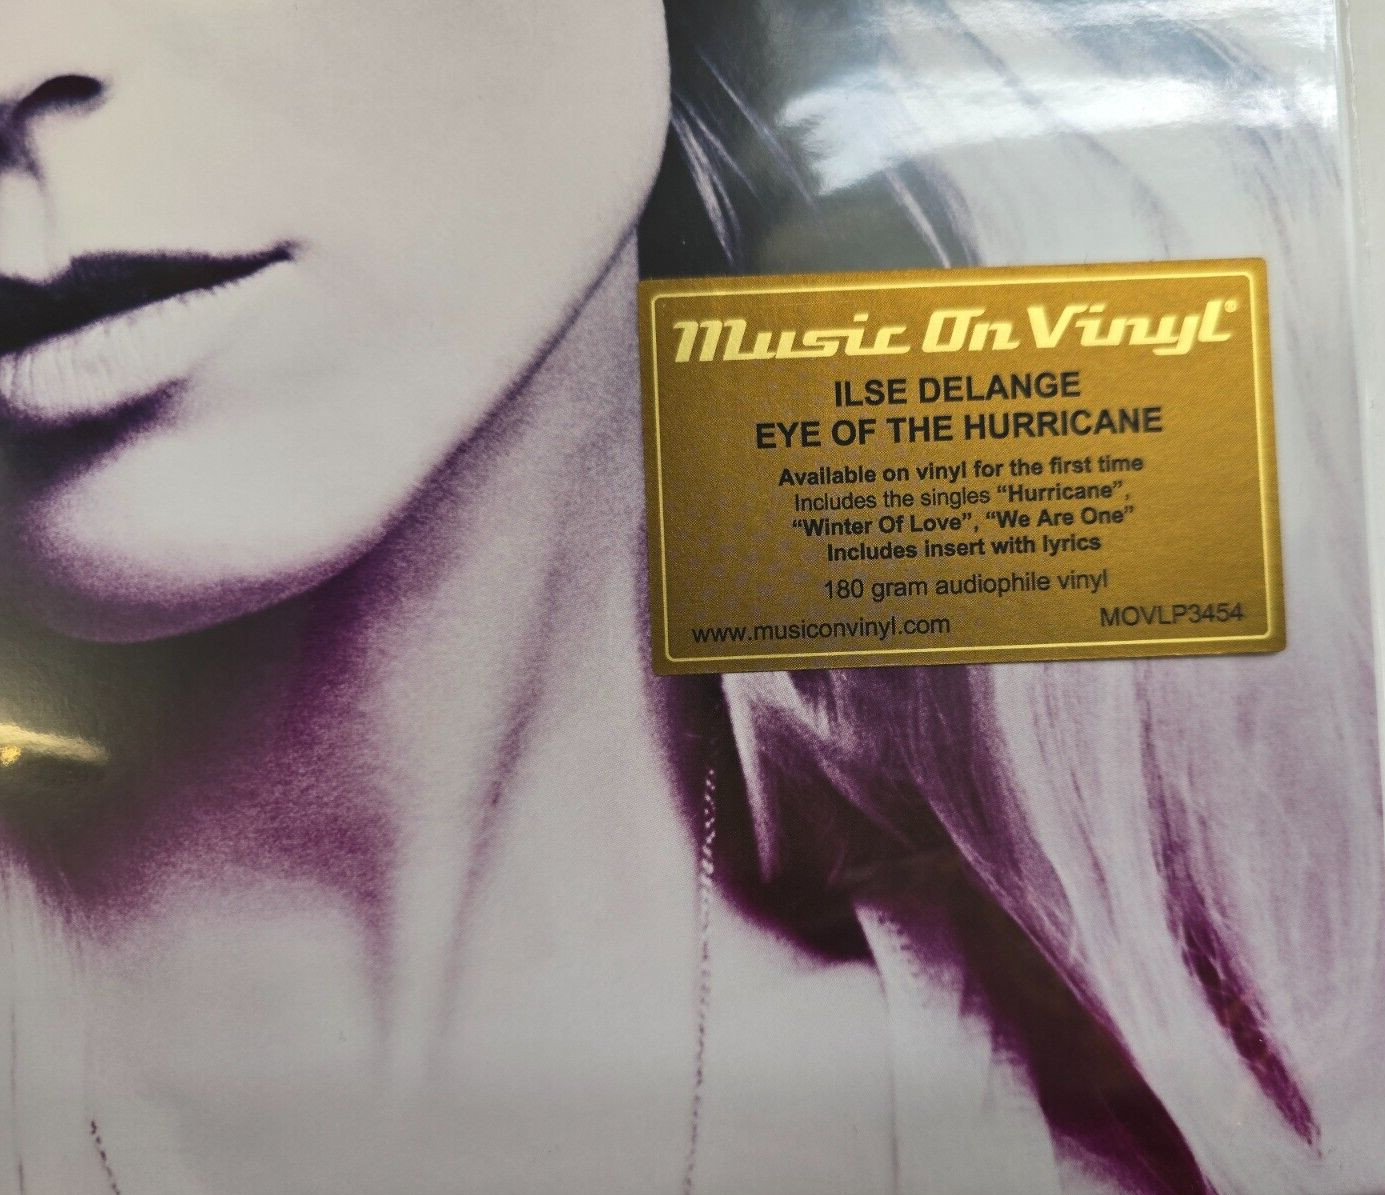 Music On Vinyl®
ILSE DELANGE
EYE OF THE HURRICANE
Available on vinyl for the first time
Includes the singles “Hurricane”,
“Winter Of Love”, “We Are One”
Includes insert with lyrics
180 gram audiophile vinyl
www.musiconvinyl.com MOVLP3454